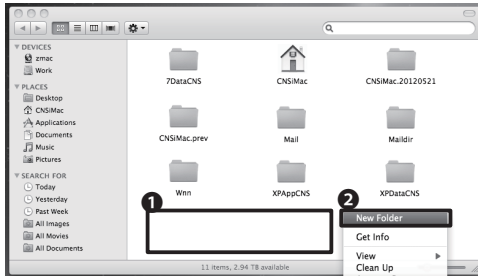 DEVICES
zmac
Work
PLACES
Desktop
CNSiMac
Applications
Documents
Music
Pictures
SEARCH FOR
Today
Yesterday
Past Week
All Images
All Movies
All Documents
7DataCNS
CNSiMac
CNSiMac.20120521
CNSiMac.prev
Mail
Maildir
Wnn
XPAppCNS
XPDataCNS
1
2
New Folder
Get Info
View
Clean Up
11 items, 2.94 TB available